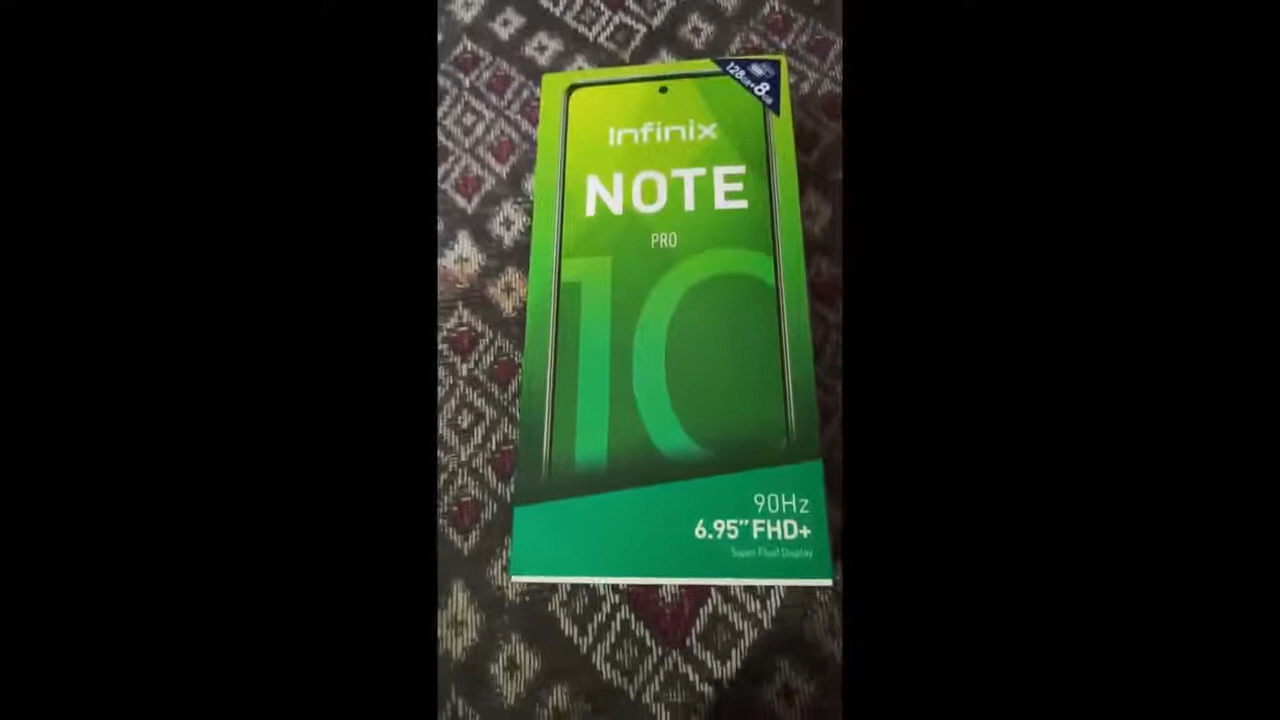 128GB+8GB
Infinix
NOTE
PRO
10
90Hz
6.95" FHD+
Super Fluid Display